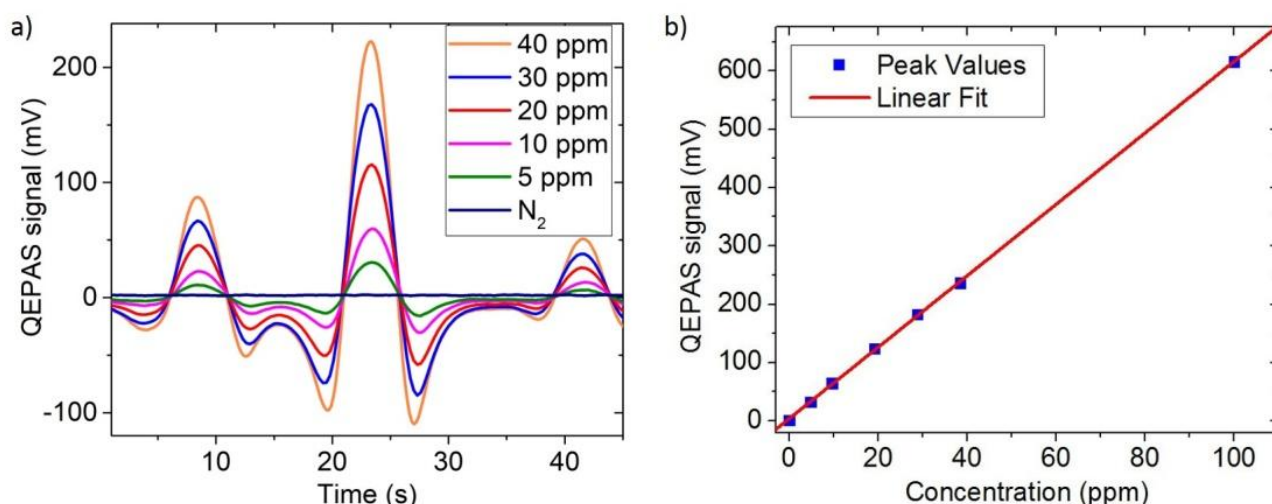 a)
QEPAS signal (mV)
200
100
0
-100
10
20
30
40
Time (s)
40 ppm
30 ppm
20 ppm
10 ppm
5 ppm
N2
b)
QEPAS signal (mV)
600
500
400
300
200
100
0
0
20
40
60
80
100
Concentration (ppm)
Peak Values
Linear Fit